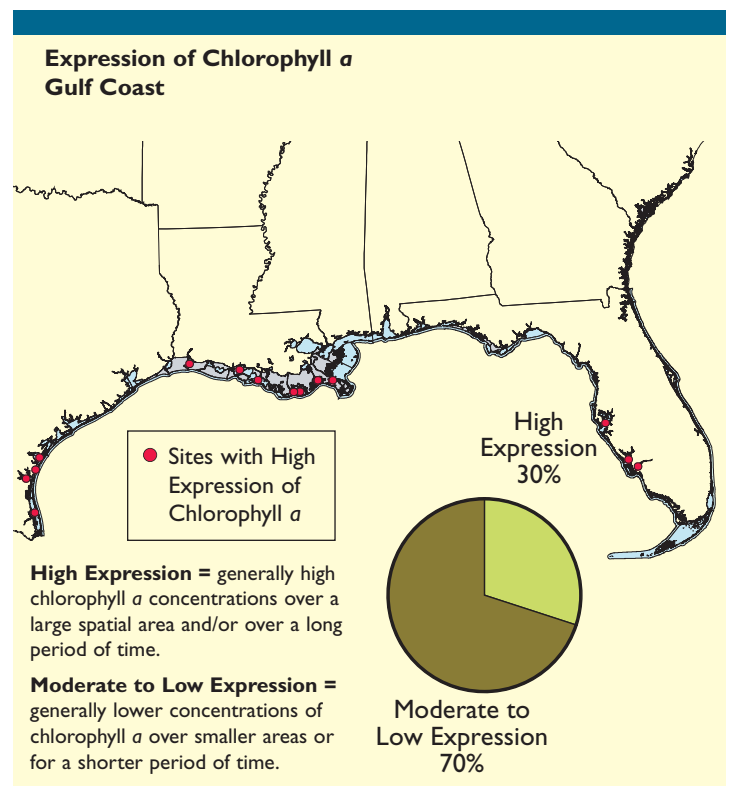 Expression of Chlorophyll a
Gulf Coast
Sites with High
Expression of
Chlorophyll a
High
Expression
30%
High Expression = generally high
chlorophyll a concentrations over a
large spatial area and/or over a long
period of time.
Moderate to Low Expression =
generally lower concentrations of
chlorophyll a over smaller areas or
for a shorter period of time.
Moderate to
Low Expression
70%